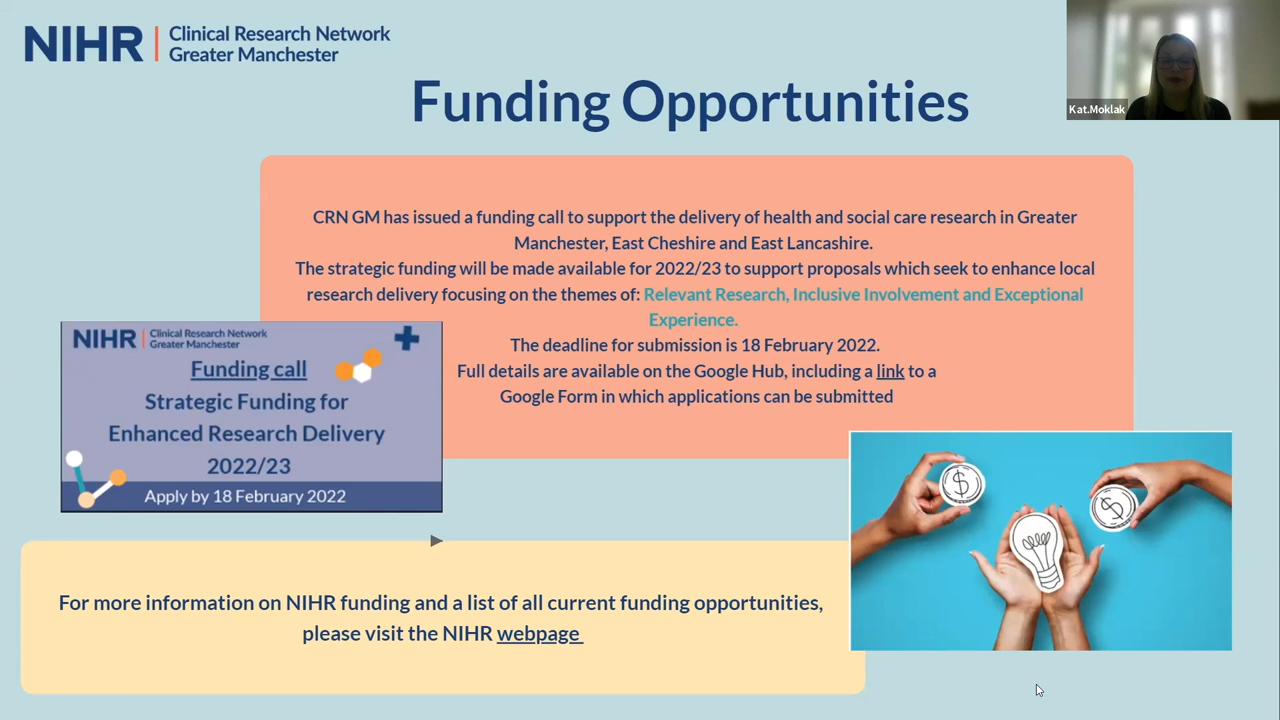 NIHR | Clinical Research Network
Greater Manchester
Kat.Moklak
Funding Opportunities
CRN GM has issued a funding call to support the delivery of health and social care research in Greater
Manchester, East Cheshire and East Lancashire.
The strategic funding will be made available for 2022/23 to support proposals which seek to enhance local
research delivery focusing on the themes of: Relevant Research, Inclusive Involvement and Exceptional
Experience.
The deadline for submission is 18 February 2022.
Full details are available on the Google Hub, including a link to a
Google Form in which applications can be submitted
NIHR | Clinical Research Network
Greater Manchester
Funding call
Strategic Funding for
Enhanced Research Delivery
2022/23
Apply by 18 February 2022
For more information on NIHR funding and a list of all current funding opportunities,
please visit the NIHR webpage